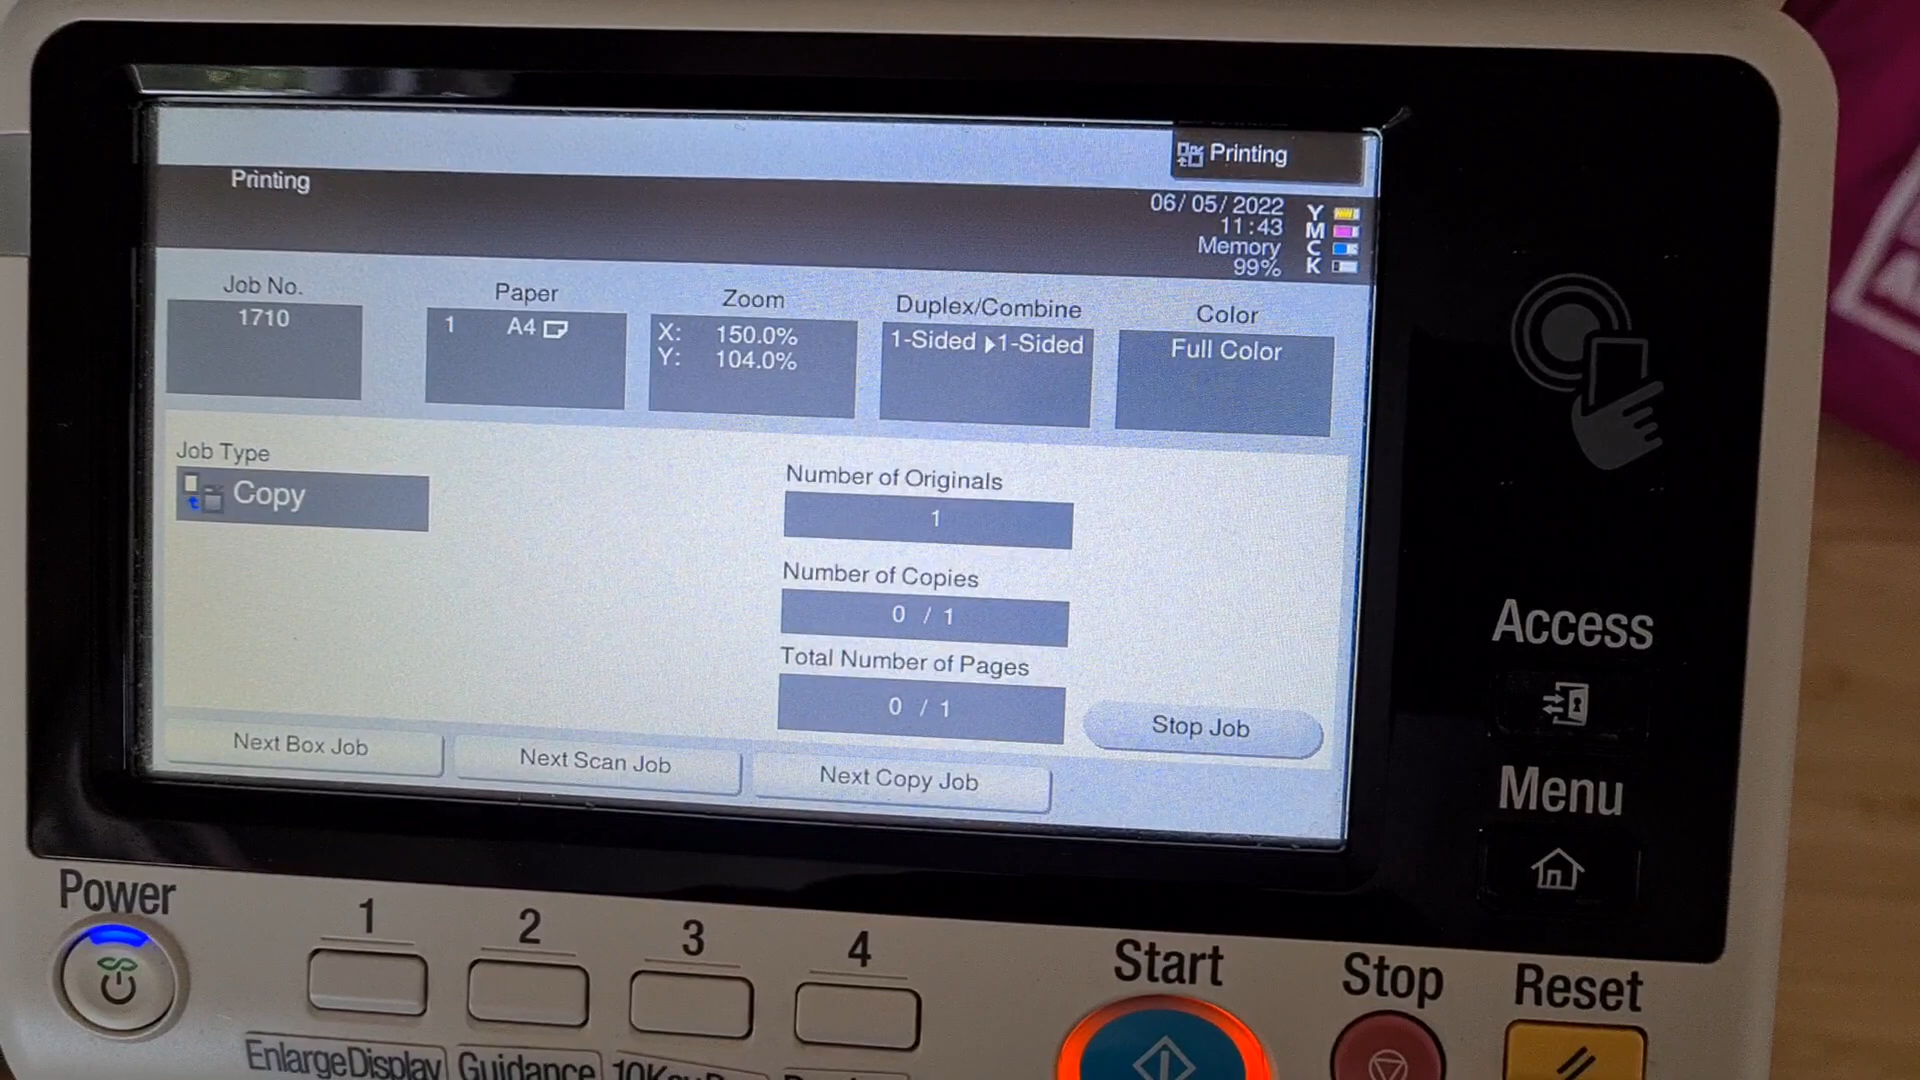 Printing
Printing
06/05/2022
11:43
Memory
99%
Y
M
C
K
Job No.
1710
Paper
1 A4
Zoom
X: 150.0%
Y: 104.0%
Duplex/Combine
1-Sided ▶1-Sided
Color
Full Color
Job Type
Copy
Number of Originals
1
Number of Copies
0 / 1
Total Number of Pages
0 / 1
Stop Job
Next Box Job
Next Scan Job
Next Copy Job
Access
Menu
Power
1
2
3
4
Start
Stop
Reset
EnlargeDisplay
Guidance